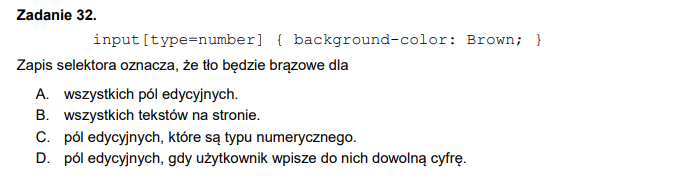 Zadanie 32.
input[type=number] { background-color: Brown; }
Zapis selektora oznacza, że tło będzie brązowe dla
A. wszystkich pól edycyjnych.
B. wszystkich tekstów na stronie.
C. pól edycyjnych, które są typu numerycznego.
D. pól edycyjnych, gdy użytkownik wpisze do nich dowolną cyfrę.